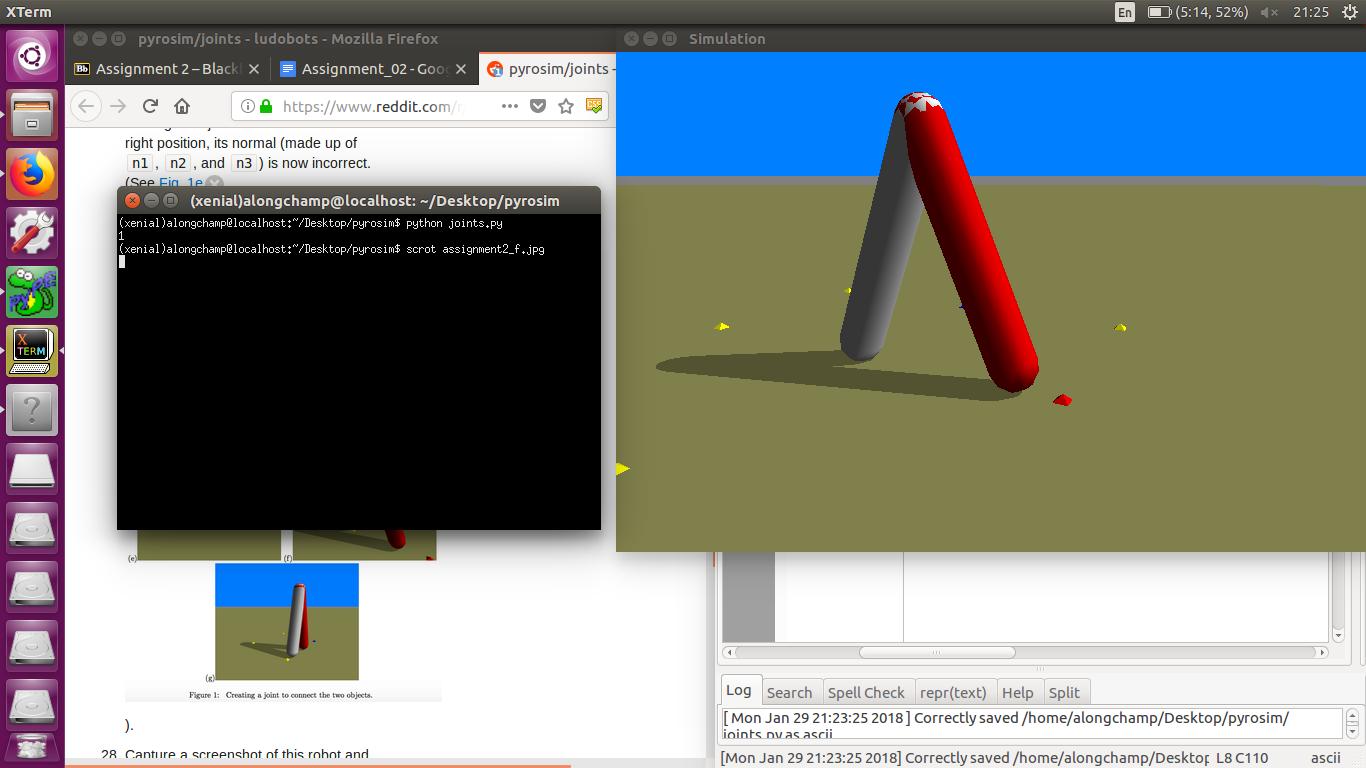 XTerm
En
(5:14, 52%)
21:25
pyrosim/joints - ludobots - Mozilla Firefox
Simulation
Bb
Assignment 2 – Black
Assignment_02 - Goo
pyrosim/joints -
https://www.reddit.com/
right position, its normal (made up of
n1 , n2 , and n3 ) is now incorrect.
(See Fig. 1e
(xenial)alongchamp@localhost: ~/Desktop/pyrosim
(xenial)alongchamp@localhost:~/Desktop/pyrosim$ python joints.py
1
(xenial)alongchamp@localhost:~/Desktop/pyrosim$ scrot assignment2_f.jpg
X
TERM
(e)
(f)
(g)
Figure 1: Creating a joint to connect the two objects.
).
28. Capture a screenshot of this robot and
Log
Search
Spell Check
repr(text)
Help
Split
[ Mon Jan 29 21:23:25 2018 ] Correctly saved /home/alongchamp/Desktop/pyrosim/
joints.py as ascii
[Mon Jan 29 21:23:25 2018] Correctly saved /home/alongchamp/Desktop
L8 C110
ascii